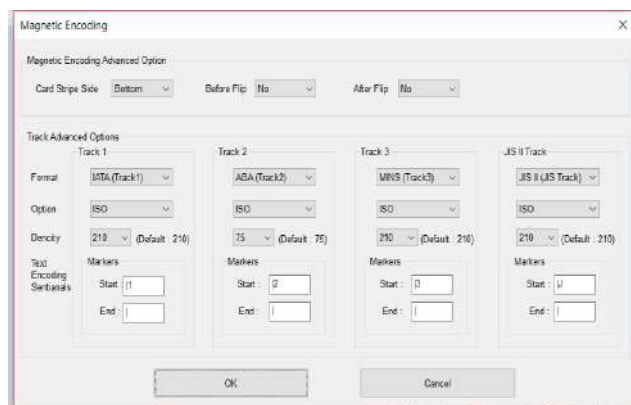 Magnetic Encoding X
Magnetic Encoding Advanced Option
Card Stripe Side Bottom Before Flip No After Flip No
Track Advanced Options
Track 1 Track 2 Track 3 JIS II Track
Format IATA (Track1) ABA (Track2) MINS (Track3) JIS II (JIS Track)
Option ISO ISO ISO ISO
Dencity 210 (Default : 210) 75 (Default : 75) 210 (Default : 210) 210 (Default : 210)
Text Encoding Sentianals
Markers Markers Markers Markers
Start : |1 Start : |2 Start : |3 Start : |J
End : | End : | End : | End : |
OK Cancel